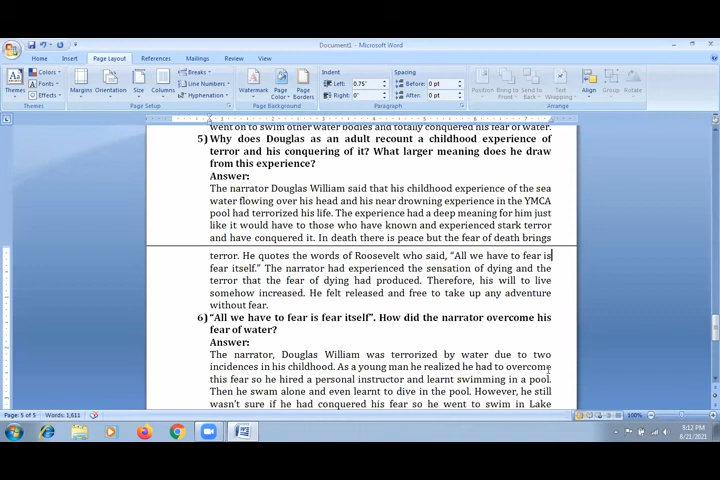 Document1 - Microsoft Word
Home Insert Page Layout References Mailings Review View
Themes
Colors
Fonts
Effects
Themes
Margins Orientation Size Columns
Breaks
Line Numbers
Hyphenation
Page Setup
Watermark Page Color Page Borders
Page Background
Indent
Left: 0.75"
Right: 0"
Spacing
Before: 0 pt
After: 0 pt
Paragraph
Position Bring to Front Send to Back Text Wrapping Align Group Rotate
Arrange
went on to swim other water bodies and totally conquered his fear of water.
5) Why does Douglas as an adult recount a childhood experience of
terror and his conquering of it? What larger meaning does he draw
from this experience?
Answer:
The narrator Douglas William said that his childhood experience of the sea
water flowing over his head and his near drowning experience in the YMCA
pool had terrorized his life. The experience had a deep meaning for him just
like it would have to those who have known and experienced stark terror
and have conquered it. In death there is peace but the fear of death brings
terror. He quotes the words of Roosevelt who said, “All we have to fear is
fear itself.” The narrator had experienced the sensation of dying and the
terror that the fear of dying had produced. Therefore, his will to live
somehow increased. He felt released and free to take up any adventure
without fear.
6) “All we have to fear is fear itself”. How did the narrator overcome his
fear of water?
Answer:
The narrator, Douglas William was terrorized by water due to two
incidences in his childhood. As a young man he realized he had to overcome
this fear so he hired a personal instructor and learnt swimming in a pool.
Then he swam alone and even learnt to dive in the pool. However, he still
wasn’t sure if he had conquered his fear so he went to swim in Lake
Page: 5 of 5 Words: 1,611 100%
8:12 PM
8/21/2021